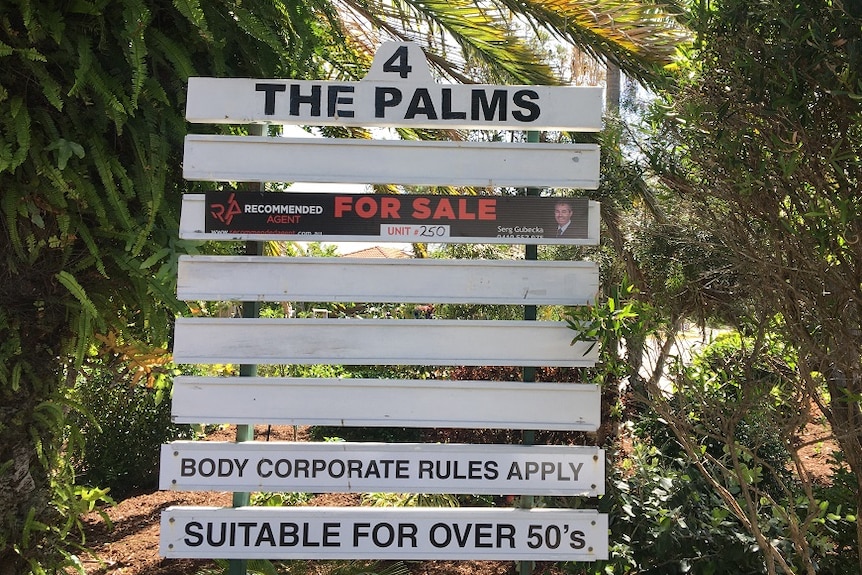 4
THE PALMS
RECOMMENDED
AGENT
FOR SALE
UNIT # 250
Serg Gubecka
BODY CORPORATE RULES APPLY
SUITABLE FOR OVER 50's